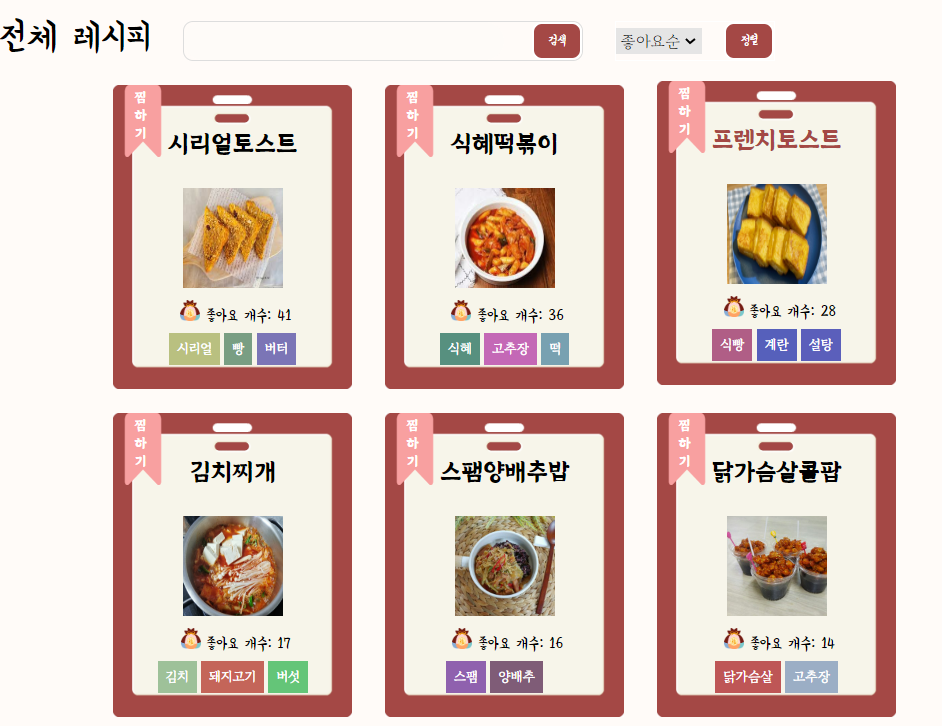 전체 레시피
검색
좋아요순
정렬
찜하기
시리얼토스트
좋아요 개수: 41
시리얼 빵 버터
찜하기
식혜떡볶이
좋아요 개수: 36
식혜 고추장 떡
찜하기
프렌치토스트
좋아요 개수: 28
식빵 계란 설탕
찜하기
김치찌개
좋아요 개수: 17
김치 돼지고기 버섯
찜하기
스팸양배추밥
좋아요 개수: 16
스팸 양배추
찜하기
닭가슴살콜팝
좋아요 개수: 14
닭가슴살 고추장